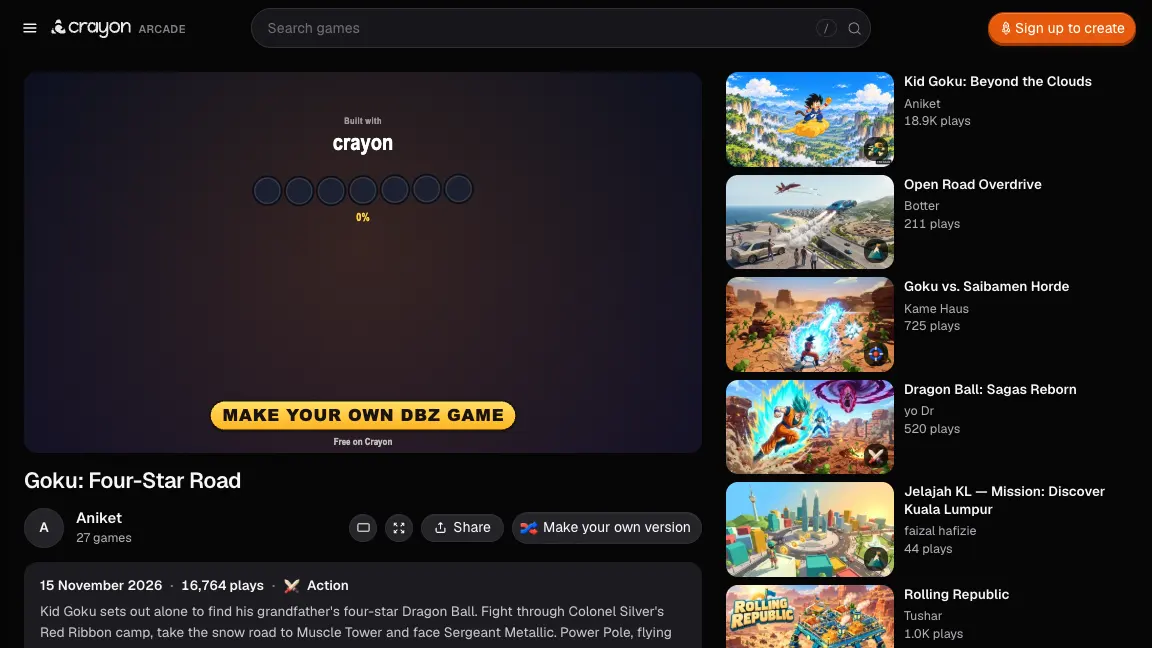 crayon ARCADE
Search games
/
Sign up to create
Built with
crayon
0%
MAKE YOUR OWN DBZ GAME
Free on Crayon
Goku: Four-Star Road
A
Aniket
27 games
Share
Make your own version
15 November 2026 · 16,764 plays · Action
Kid Goku sets out alone to find his grandfather's four-star Dragon Ball. Fight through Colonel Silver's
Red Ribbon camp, take the snow road to Muscle Tower and face Sergeant Metallic. Power Pole, flying
Kid Goku: Beyond the Clouds
Aniket
18.9K plays
Open Road Overdrive
Botter
211 plays
Goku vs. Saibamen Horde
Kame Haus
725 plays
Dragon Ball: Sagas Reborn
yo Dr
520 plays
Jelajah KL — Mission: Discover
Kuala Lumpur
faizal hafizie
44 plays
ROLLING
REPUBLIC
Rolling Republic
Tushar
1.0K plays